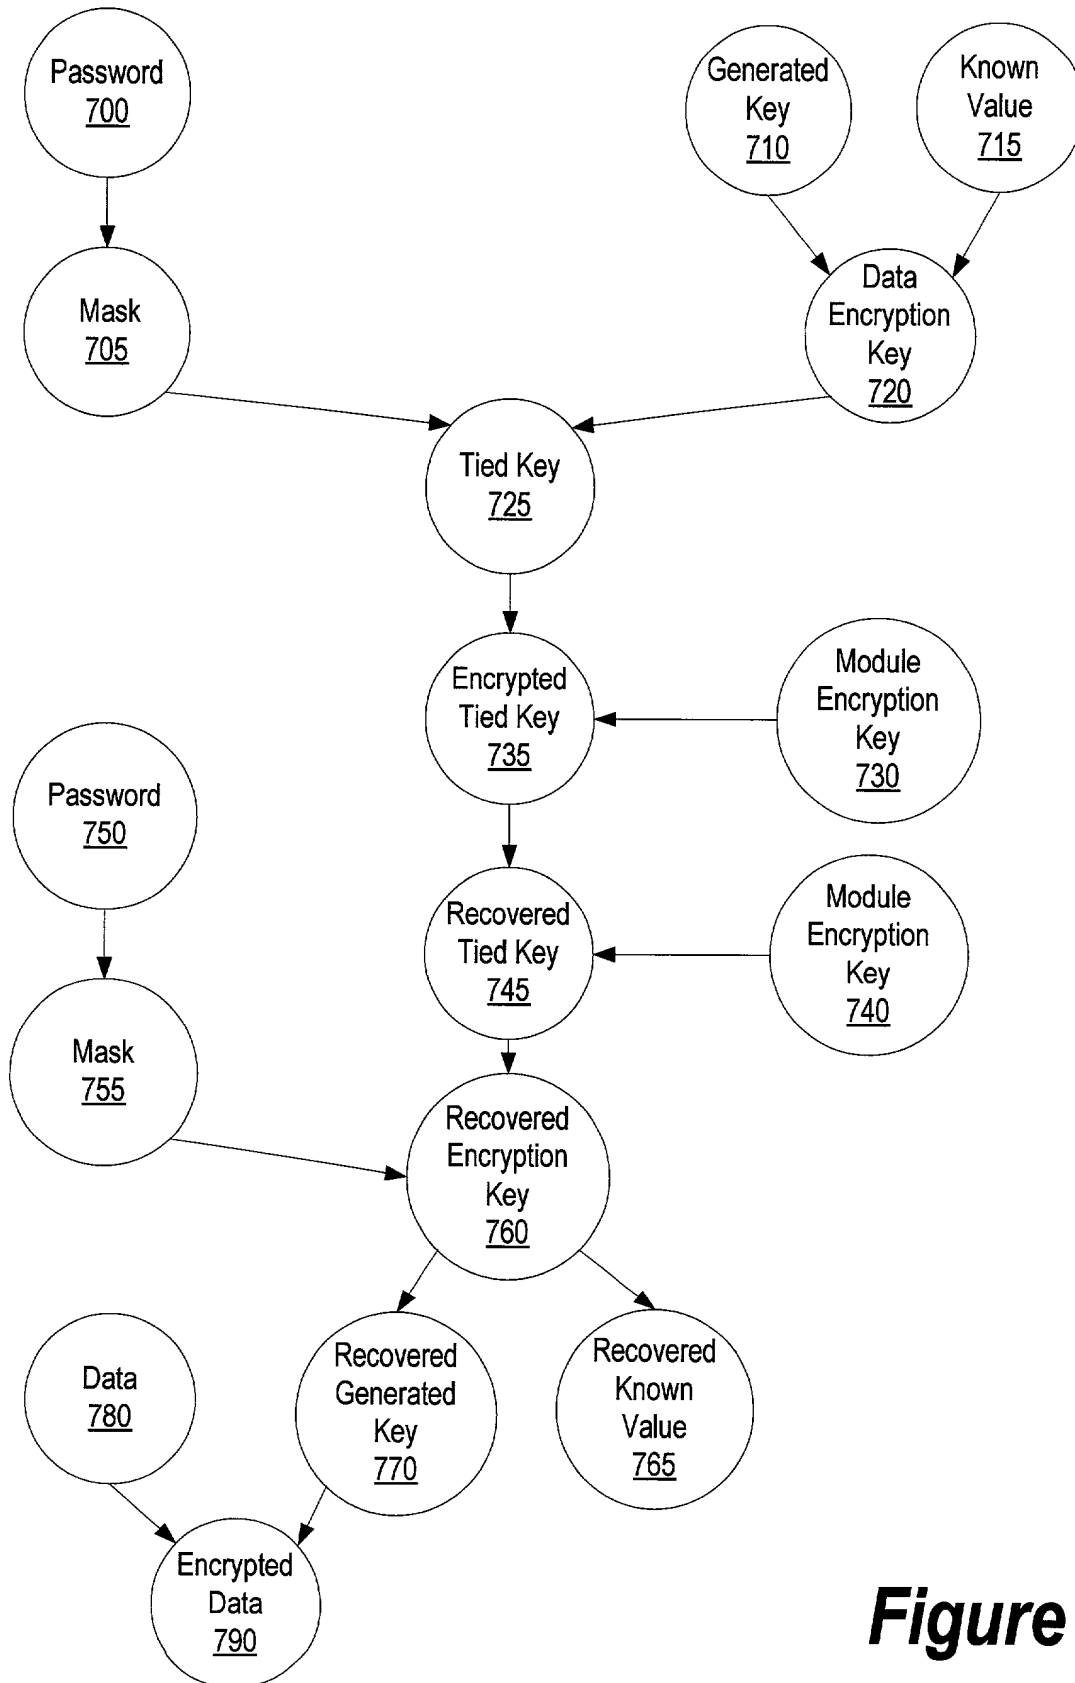 Password
700
Generated
Key
710
Known
Value
715
Mask
705
Data
Encryption
Key
720
Tied Key
725
Encrypted
Tied Key
735
Module
Encryption
Key
730
Password
750
Recovered
Tied Key
745
Module
Encryption
Key
740
Mask
755
Recovered
Encryption
Key
760
Data
780
Recovered
Generated
Key
770
Recovered
Known
Value
765
Encrypted
Data
790
Figure